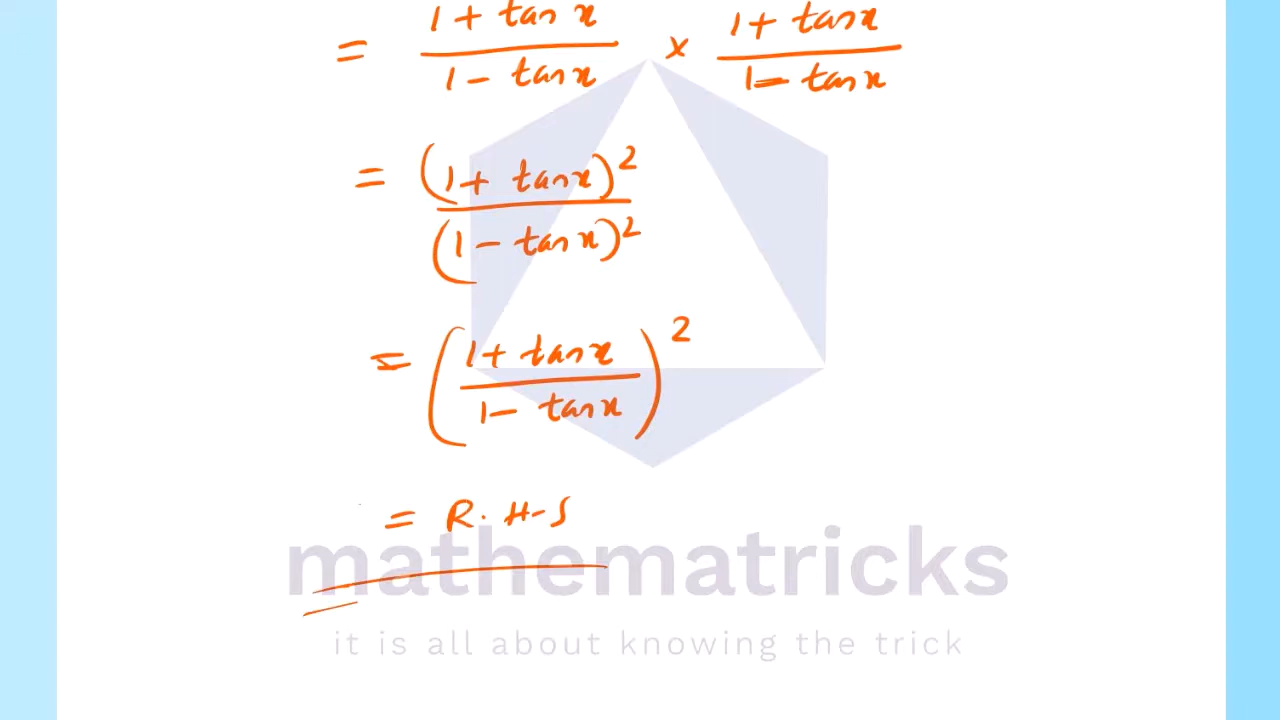 = (1 + tan x)/(1 - tan x) × (1 + tan x)/(1 - tan x)
= (1 + tan x)²/(1 - tan x)²
= ((1 + tan x)/(1 - tan x))²
= R.H-S
mathematricks
it is all about knowing the trick